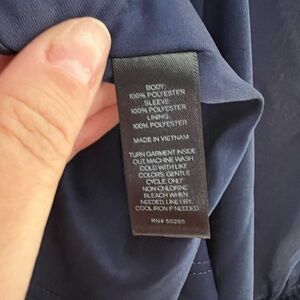 BODY:
100% POLYESTER
SLEEVE:
100% POLYESTER
LINING:
100% POLYESTER
MADE IN VIETNAM
TURN GARMENT INSIDE
OUT, MACHINE WASH
COLD WITH LIKE
COLORS, GENTLE
CYCLE, ONLY
NON-CHLORINE
BLEACH WHEN
NEEDED, LINE DRY,
COOL IRON IF NEEDED.
RN# 55285